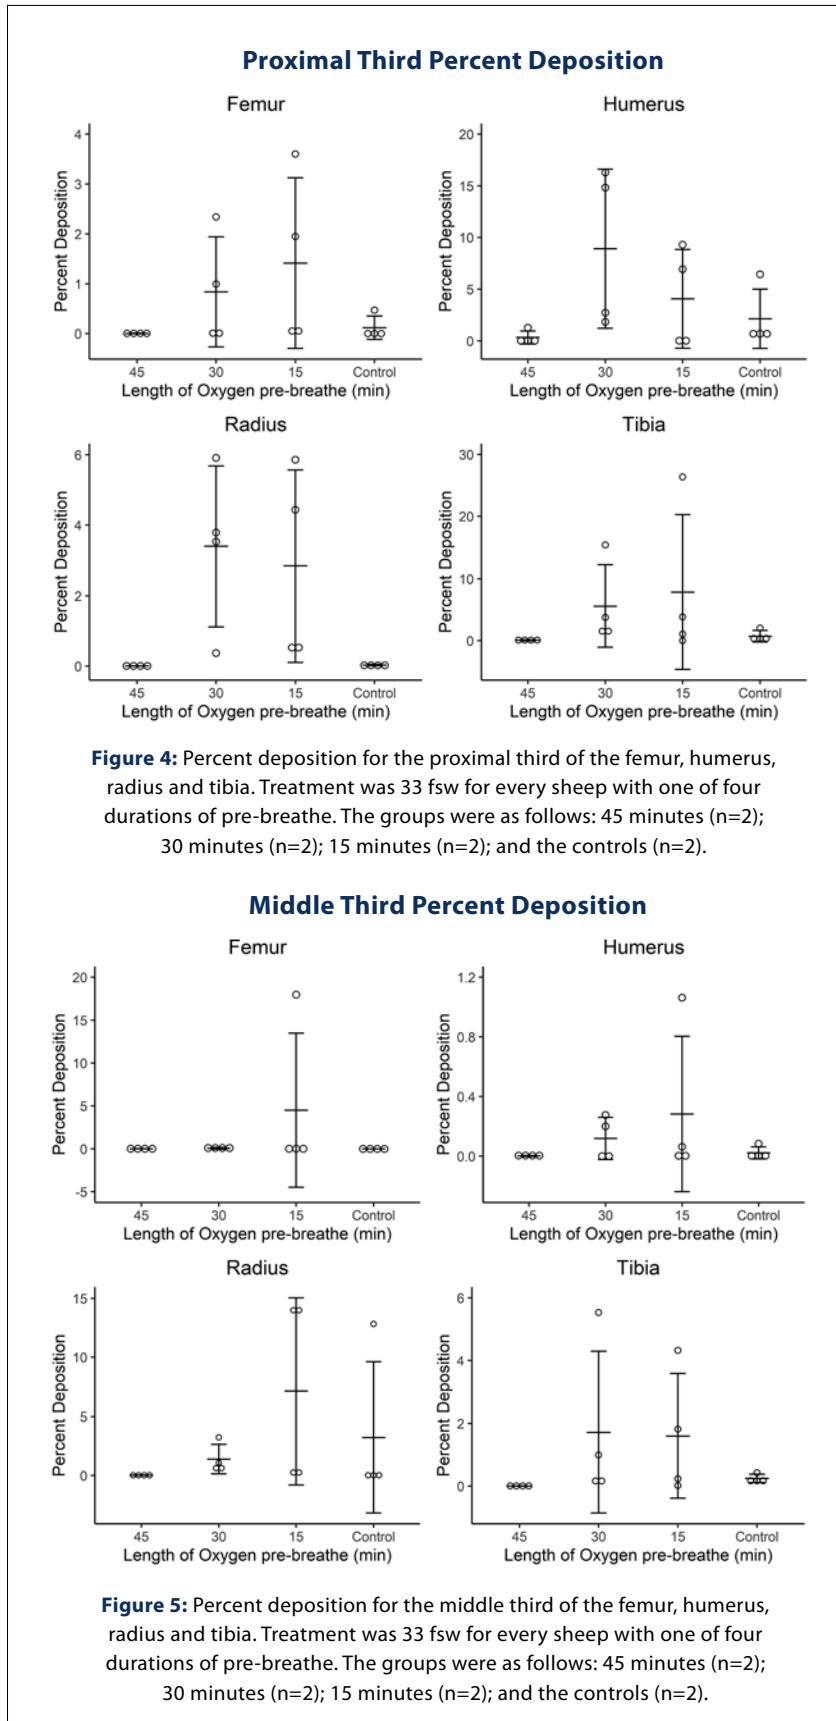 Proximal Third Percent Deposition
Femur
Percent Deposition
4
3
2
1
0
45 30 15 Control
Length of Oxygen pre-breathe (min)
Humerus
Percent Deposition
20
15
10
5
0
45 30 15 Control
Length of Oxygen pre-breathe (min)
Radius
Percent Deposition
6
4
2
0
45 30 15 Control
Length of Oxygen pre-breathe (min)
Tibia
Percent Deposition
30
20
10
0
45 30 15 Control
Length of Oxygen pre-breathe (min)
Figure 4: Percent deposition for the proximal third of the femur, humerus,
radius and tibia. Treatment was 33 fsw for every sheep with one of four
durations of pre-breathe. The groups were as follows: 45 minutes (n=2);
30 minutes (n=2); 15 minutes (n=2); and the controls (n=2).
Middle Third Percent Deposition
Femur
Percent Deposition
20
15
10
5
0
-5
45 30 15 Control
Length of Oxygen pre-breathe (min)
Humerus
Percent Deposition
1.2
0.8
0.4
0.0
45 30 15 Control
Length of Oxygen pre-breathe (min)
Radius
Percent Deposition
15
10
5
0
45 30 15 Control
Length of Oxygen pre-breathe (min)
Tibia
Percent Deposition
6
4
2
0
45 30 15 Control
Length of Oxygen pre-breathe (min)
Figure 5: Percent deposition for the middle third of the femur, humerus,
radius and tibia. Treatment was 33 fsw for every sheep with one of four
durations of pre-breathe. The groups were as follows: 45 minutes (n=2);
30 minutes (n=2); 15 minutes (n=2); and the controls (n=2).